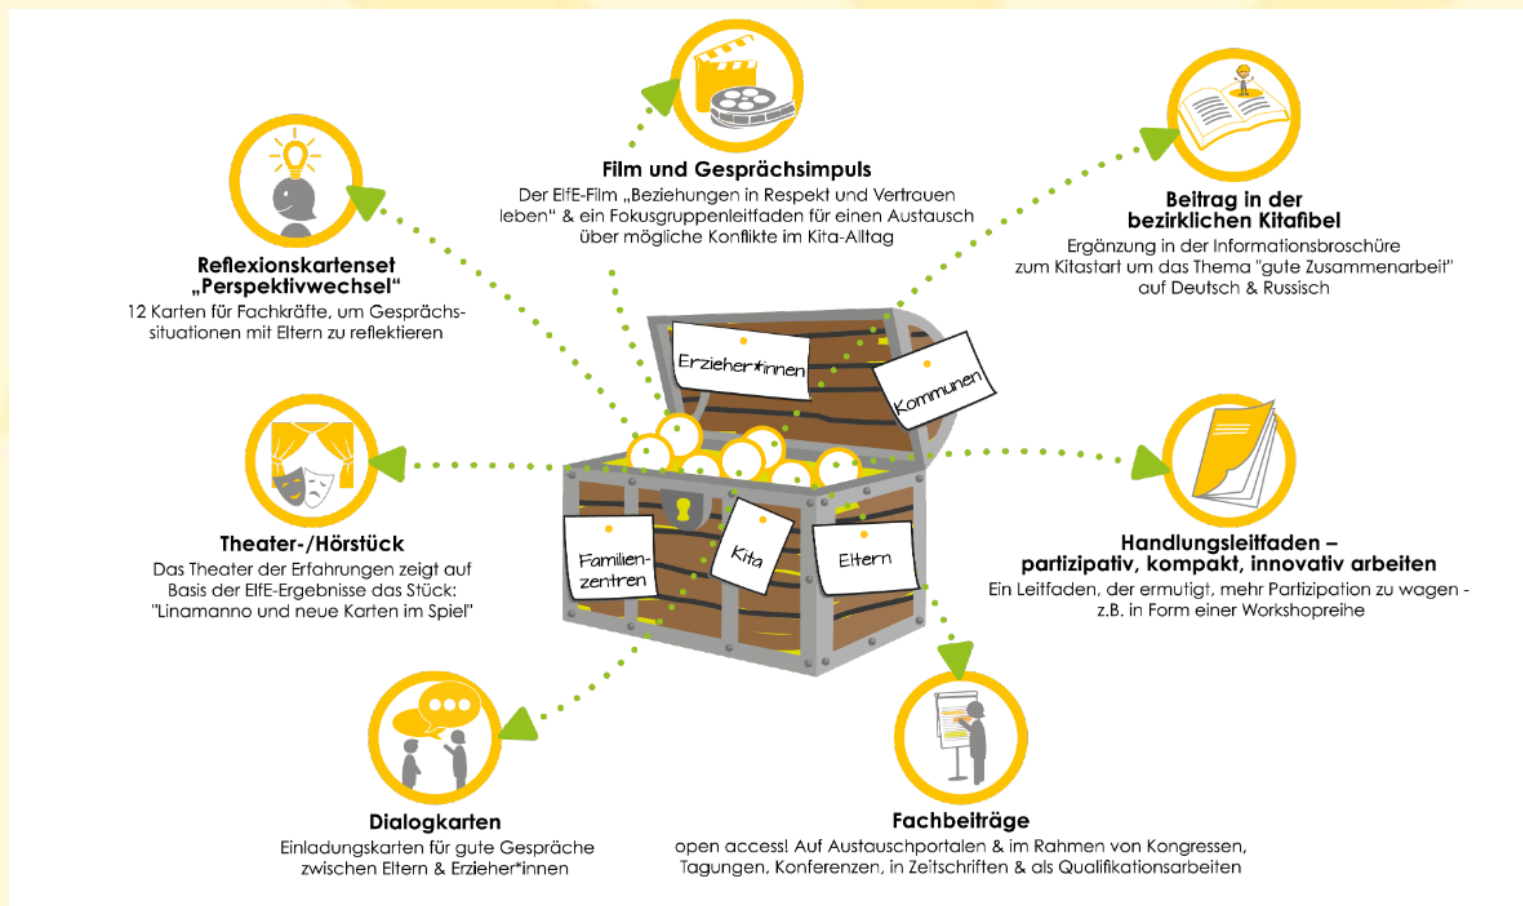 Film und Gesprächsimpuls
Der ElfE-Film „Beziehungen in Respekt und Vertrauen
leben“ & ein Fokusgruppenleitfaden für einen Austausch
über mögliche Konflikte im Kita-Alltag
Beitrag in der
bezirklichen Kitafibel
Ergänzung in der Informationsbroschüre
zum Kitastart um das Thema "gute Zusammenarbeit"
auf Deutsch & Russisch
Reflexionskartenset
„Perspektivwechsel“
12 Karten für Fachkräfte, um Gesprächs-
situationen mit Eltern zu reflektieren
Erzieher*innen
Kommunen
Familien-
zentren
Kita
Eltern
Theater-/Hörstück
Das Theater der Erfahrungen zeigt auf
Basis der ElfE-Ergebnisse das Stück:
"Linamanno und neue Karten im Spiel"
Handlungsleitfaden –
partizipativ, kompakt, innovativ arbeiten
Ein Leitfaden, der ermutigt, mehr Partizipation zu wagen -
z.B. in Form einer Workshopreihe
Dialogkarten
Einladungskarten für gute Gespräche
zwischen Eltern & Erzieher*innen
Fachbeiträge
open access! Auf Austauschportalen & im Rahmen von Kongressen,
Tagungen, Konferenzen, in Zeitschriften & als Qualifikationsarbeiten